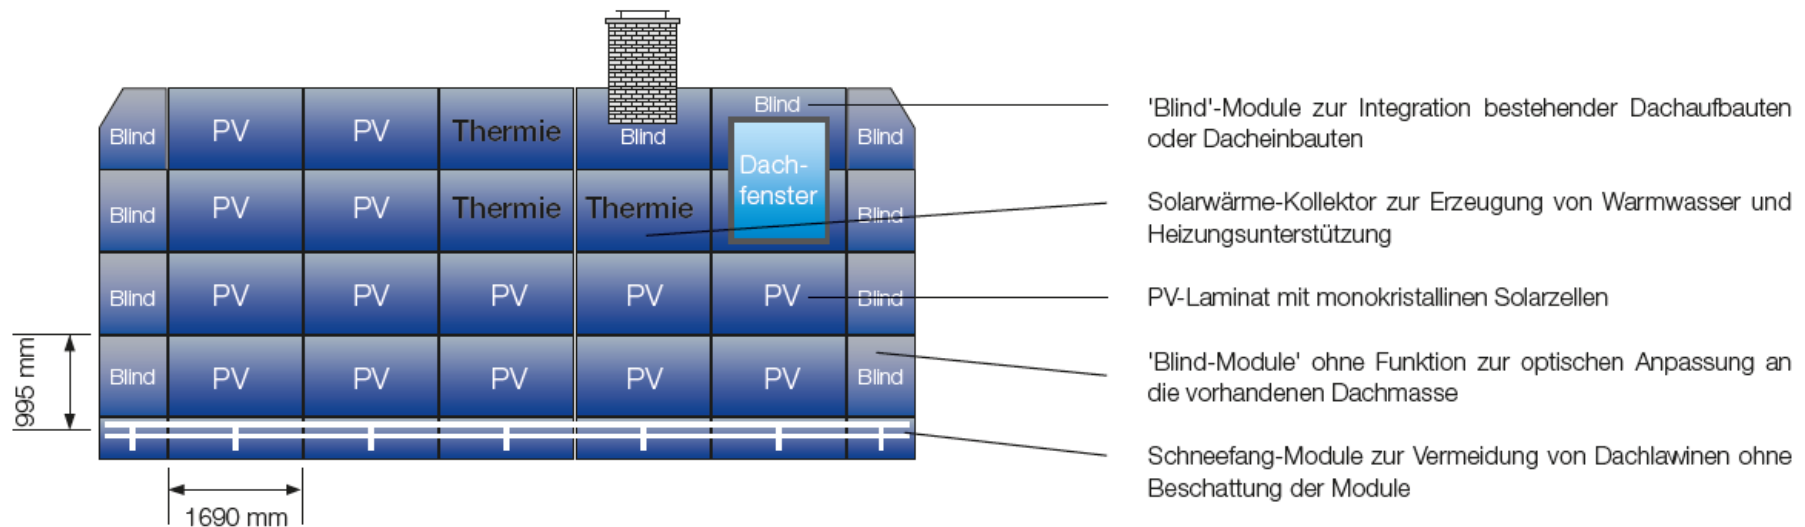 Blind
Blind PV PV Thermie Blind Blind
Dach-
fenster
Blind PV PV Thermie Thermie Blind
Blind PV PV PV PV PV Blind
Blind PV PV PV PV PV Blind
995 mm
1690 mm
'Blind'-Module zur Integration bestehender Dachaufbauten
oder Dacheinbauten
Solarwärme-Kollektor zur Erzeugung von Warmwasser und
Heizungsunterstützung
PV-Laminat mit monokristallinen Solarzellen
'Blind-Module' ohne Funktion zur optischen Anpassung an
die vorhandenen Dachmasse
Schneefang-Module zur Vermeidung von Dachlawinen ohne
Beschattung der Module